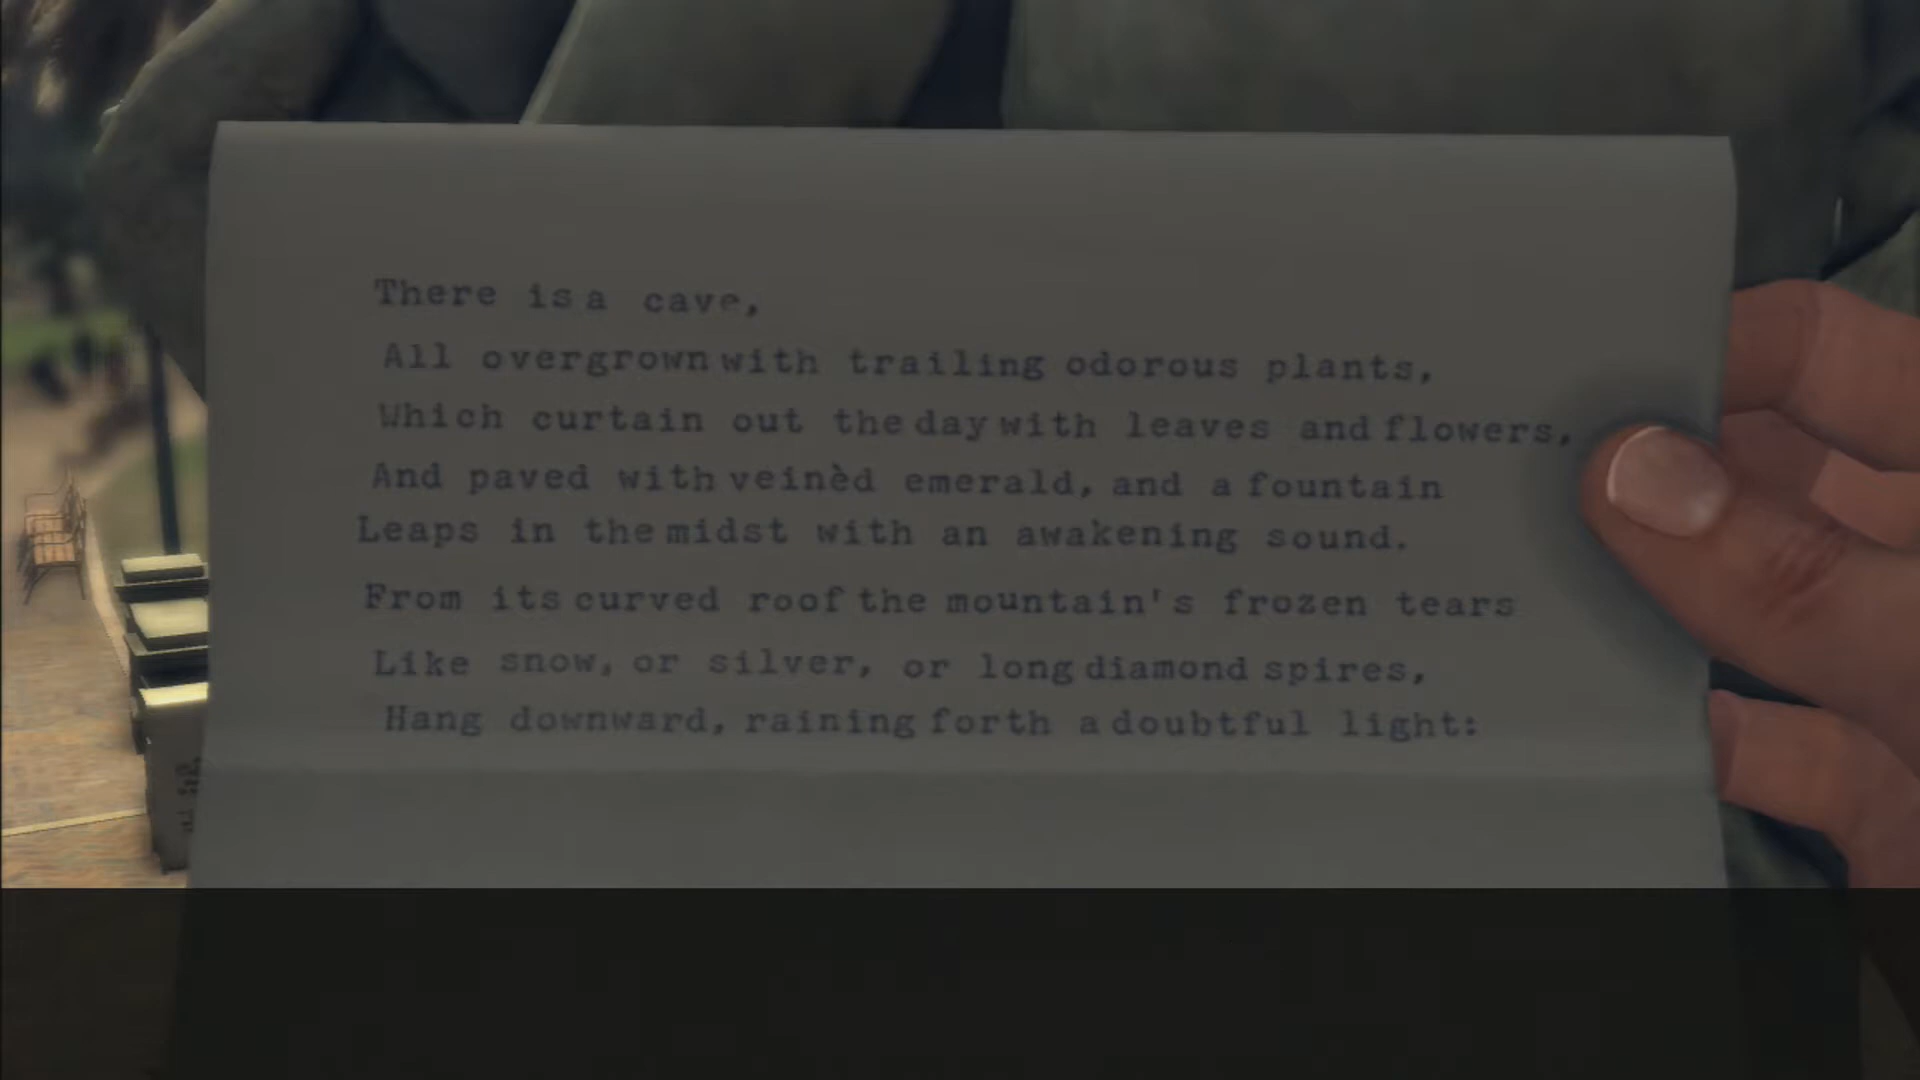 There is a cave,
All overgrown with trailing odorous plants,
Which curtain out the day with leaves and flowers,
And paved with veinèd emerald, and a fountain
Leaps in the midst with an awakening sound.
From its curved roof the mountain's frozen tears
Like snow, or silver, or long diamond spires,
Hang downward, raining forth a doubtful light: